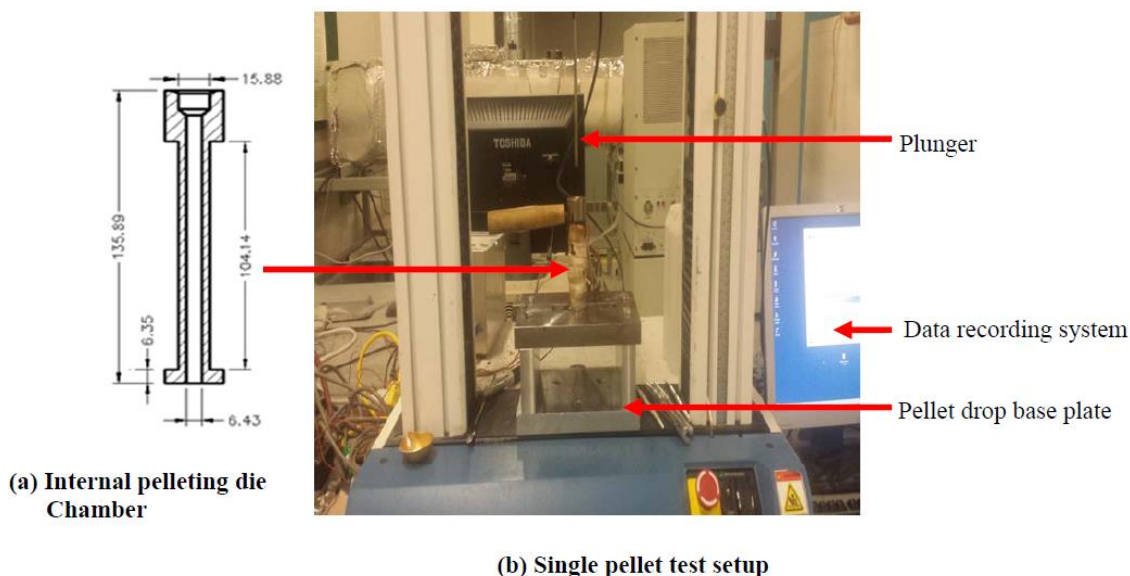 15.88
135.89
104.14
6.35
6.43
TOSHIBA
Plunger
Data recording system
Pellet drop base plate
(a) Internal pelleting die
Chamber
(b) Single pellet test setup